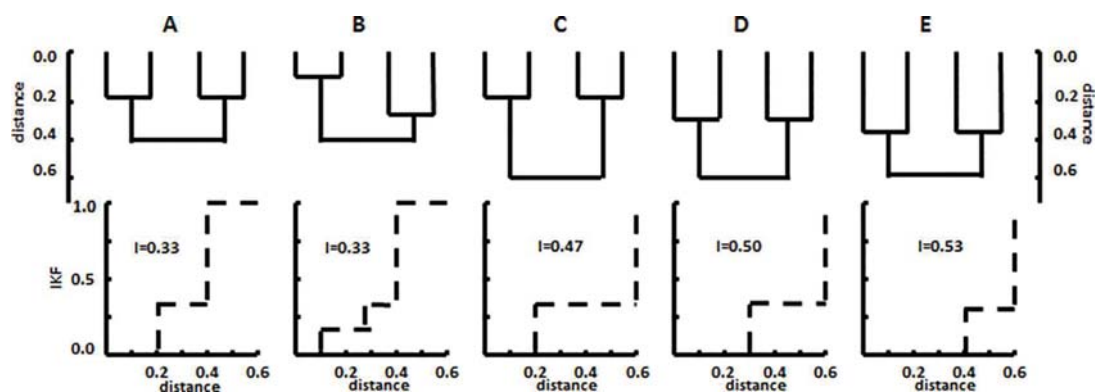 A B C D E
0.0 0.0
0.2 0.2
0.4 0.4
0.6 0.6
distance distance
1.0
I=0.33 I=0.33 I=0.47 I=0.50 I=0.53
IKF 0.5
0.0
0.2 0.4 0.6 0.2 0.4 0.6 0.2 0.4 0.6 0.2 0.4 0.6 0.2 0.4 0.6
distance distance distance distance distance